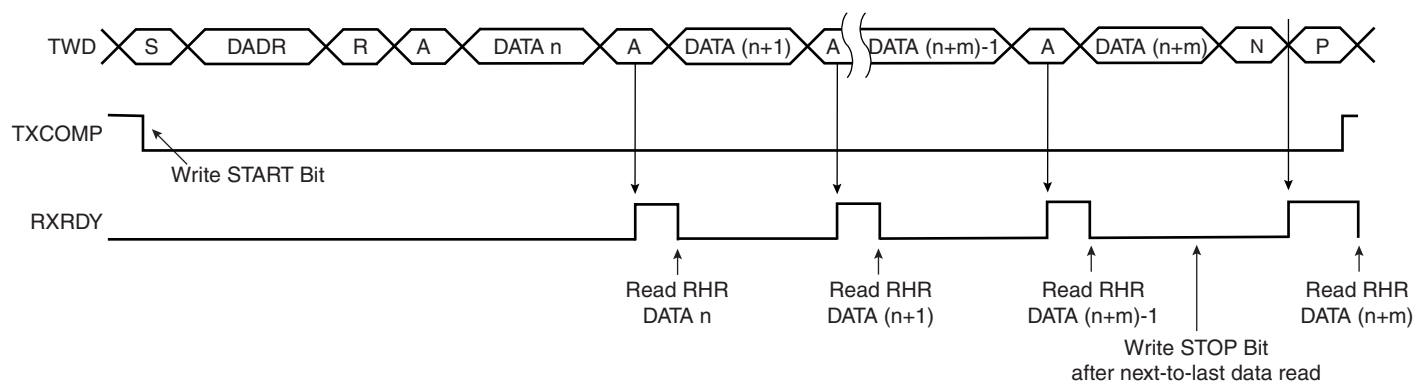 TWD S DADR R A DATA n A DATA (n+1) A DATA (n+m)-1 A DATA (n+m) N P
TXCOMP
Write START Bit
RXRDY
Read RHR Read RHR Read RHR Read RHR
DATA n DATA (n+1) DATA (n+m)-1 DATA (n+m)
Write STOP Bit
after next-to-last data read